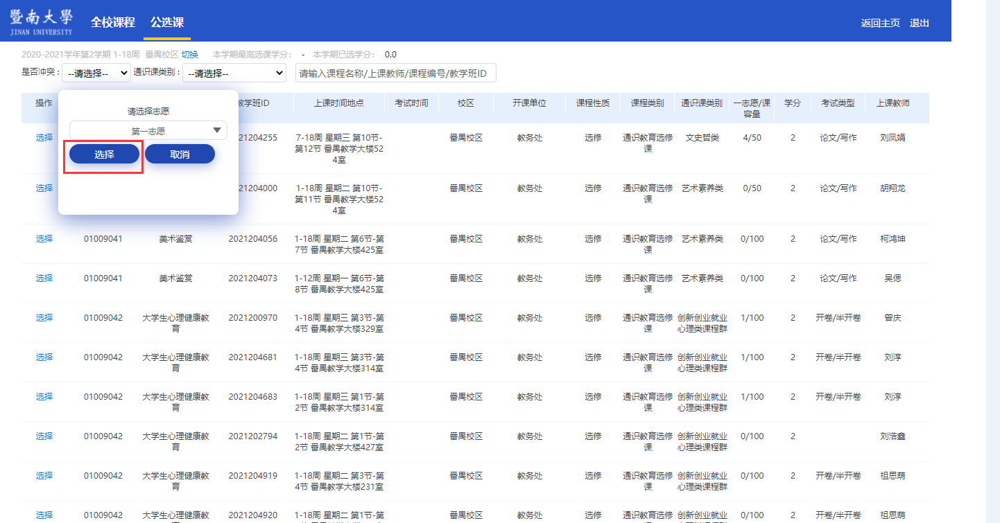 暨南大學
JINAN UNIVERSITY
全校课程 公选课 返回主页 退出
2020-2021学年第2学期 1-18周 番禺校区 切换 本学期最高选课学分： - 本学期已选学分： 0.0
是否冲突 : --请选择-- 通识课类别 : --请选择-- 请输入课程名称/上课教师/课程编号/教学班ID
操作 教学班ID 上课时间地点 考试时间 校区 开课单位 课程性质 课程类别 通识课类别 一志愿/课
容量 学分 考试类型 上课教师
请选择志愿
第一志愿
选择 取消
选择 21204255 7-18周 星期三 第10节- 番禺校区 教务处 选修 通识教育选修 文史哲类 4/50 2 论文/写作 刘凤娟
第12节 番禺教学大楼52 课
4室
选择 21204000 1-18周 星期二 第10节- 番禺校区 教务处 选修 通识教育选修 艺术素养类 0/50 2 论文/写作 胡翔龙
第11节 番禺教学大楼52 课
4室
选择 01009041 美术鉴赏 2021204056 1-18周 星期二 第6节-第 番禺校区 教务处 选修 通识教育选修 艺术素养类 0/100 2 论文/写作 柯鸿坤
7节 番禺教学大楼425室 课
选择 01009041 美术鉴赏 2021204073 1-12周 星期一 第6节-第 番禺校区 教务处 选修 通识教育选修 艺术素养类 0/100 2 论文/写作 吴偲
8节 番禺教学大楼425室 课
选择 01009042 大学生心理健康教 2021200970 1-18周 星期三 第3节-第 番禺校区 教务处 选修 通识教育选修 创新创业就业 1/100 2 开卷/半开卷 曾庆
育 4节 番禺教学大楼329室 课 心理类课程群
选择 01009042 大学生心理健康教 2021204681 1-18周 星期三 第3节-第 番禺校区 教务处 选修 通识教育选修 创新创业就业 1/100 2 开卷/半开卷 刘淳
育 4节 番禺教学大楼314室 课 心理类课程群
选择 01009042 大学生心理健康教 2021204683 1-18周 星期三 第1节-第 番禺校区 教务处 选修 通识教育选修 创新创业就业 1/100 2 开卷/半开卷 刘淳
育 2节 番禺教学大楼314室 课 心理类课程群
选择 01009042 大学生心理健康教 2021202794 1-18周 星期二 第1节-第 番禺校区 教务处 选修 通识教育选修 创新创业就业 0/100 2 刘浩鑫
育 2节 番禺教学大楼427室 课 心理类课程群
选择 01009042 大学生心理健康教 2021204919 1-18周 星期二 第3节-第 番禺校区 教务处 选修 通识教育选修 创新创业就业 0/100 2 开卷/半开卷 祖思萌
育 4节 番禺教学大楼231室 课 心理类课程群
选择 01009042 大学生心理健康教 2021204920 1-18周 星期二 第1节-第 番禺校区 教务处 选修 通识教育选修 创新创业就业 0/100 2 开卷/半开卷 祖思萌